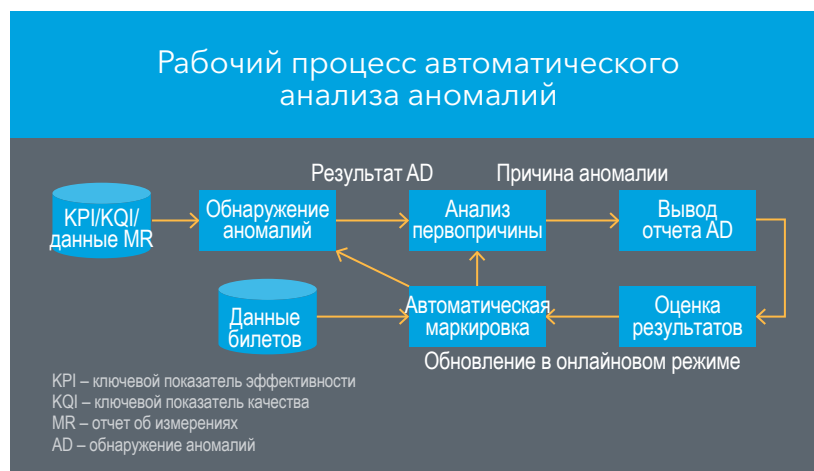 Рабочий процесс автоматического
анализа аномалий
Результат AD
Причина аномалии
KPI/KQI/
данные MR
Обнаружение
аномалий
Анализ
первопричины
Вывод
отчета AD
Данные
билетов
Автоматическая
маркировка
Оценка
результатов
Обновление в онлайновом режиме
KPI – ключевой показатель эффективности
KQI – ключевой показатель качества
MR – отчет об измерениях
AD – обнаружение аномалий